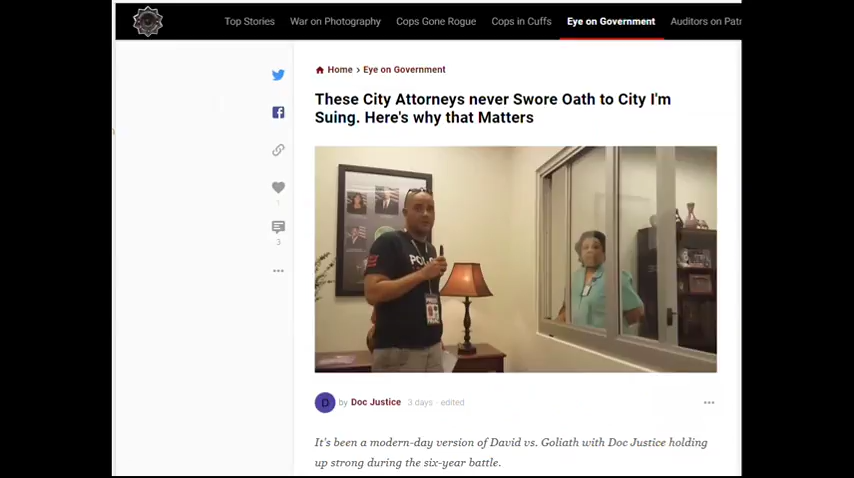 Top Stories War on Photography Cops Gone Rogue Cops in Cuffs Eye on Government Auditors on Patr
Home › Eye on Government
These City Attorneys never Swore Oath to City I'm
Suing. Here's why that Matters
1
3
D by Doc Justice 3 days · edited
It's been a modern-day version of David vs. Goliath with Doc Justice holding
up strong during the six-year battle.